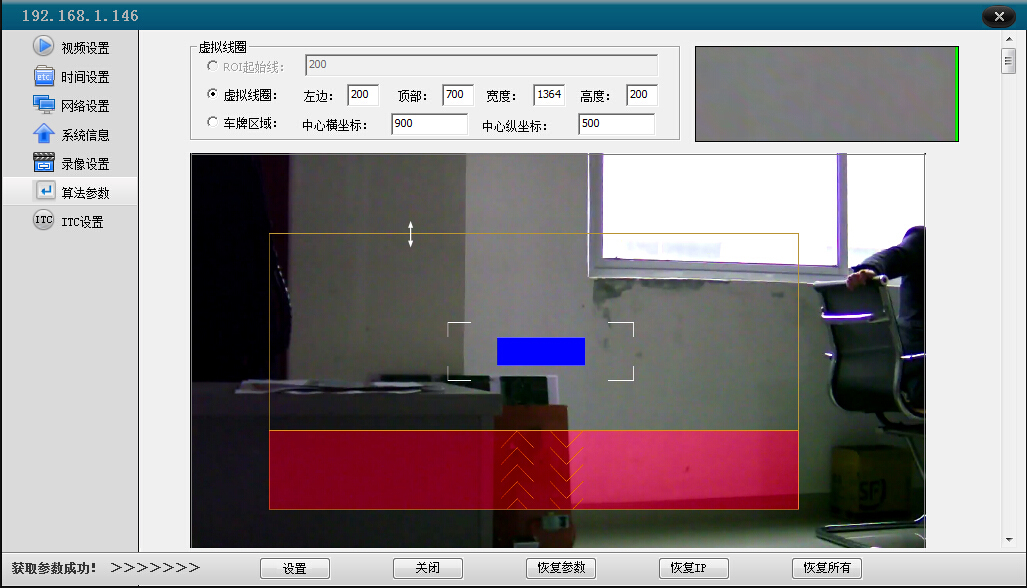 192.168.1.146
视频设置
etc.
时间设置
网络设置
系统信息
录像设置
算法参数
ITC
ITC设置
虚拟线圈
ROI起始线: 200
虚拟线圈: 左边: 200 顶部: 700 宽度: 1364 高度: 200
车牌区域: 中心横坐标: 900 中心纵坐标: 500
SF
获取参数成功! >>>>>>>
设置 关闭 恢复参数 恢复IP 恢复所有